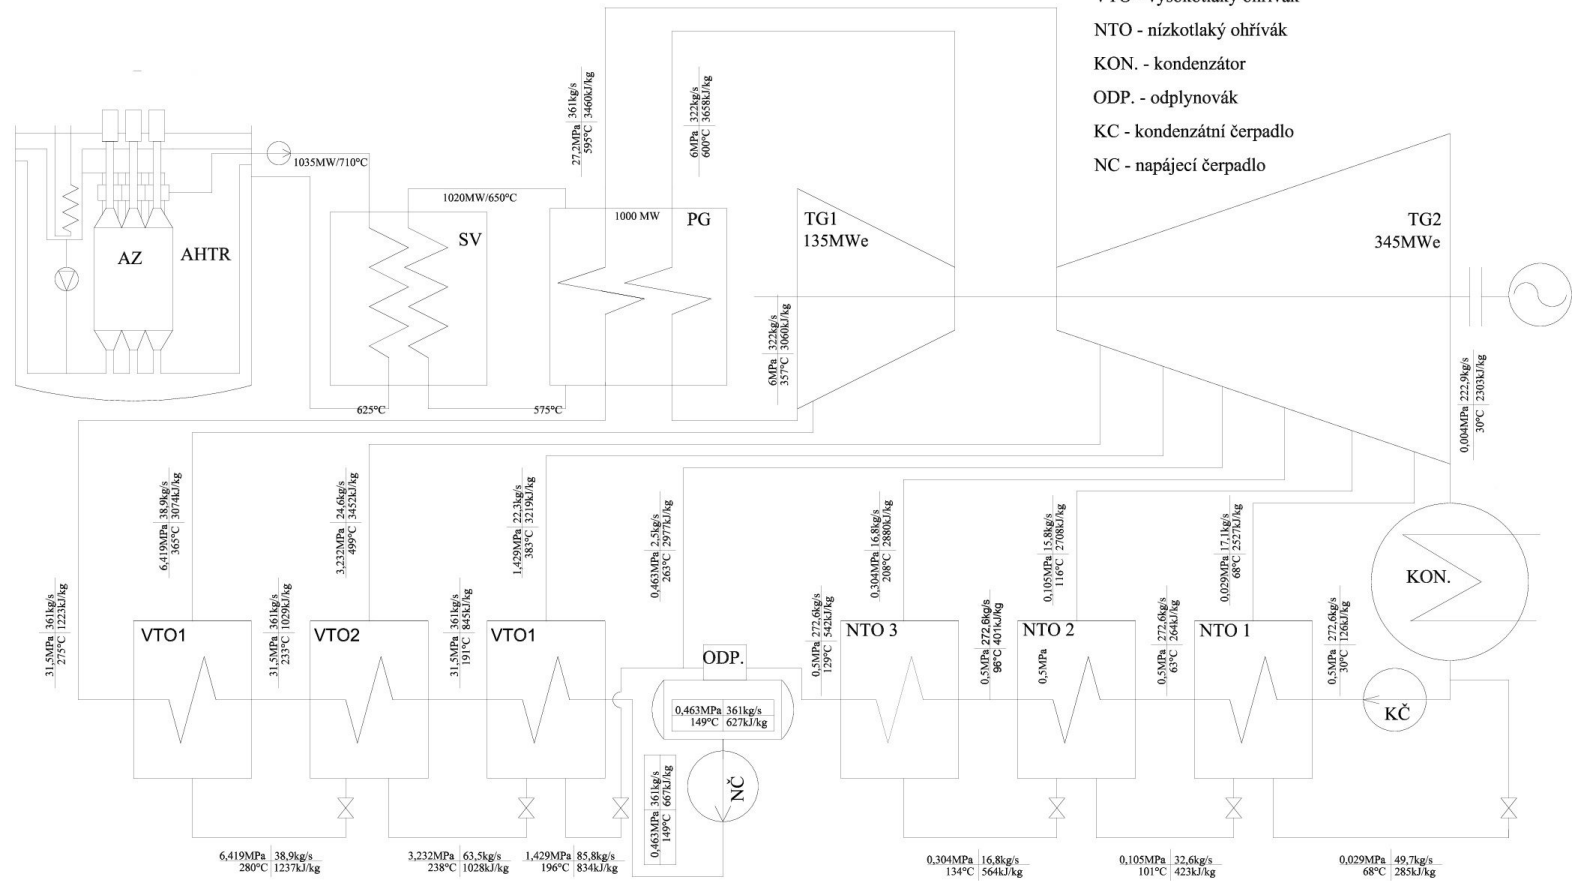 VTO - vysokotlaký ohřívák
NTO - nízkotlaký ohřívák
KON. - kondenzátor
ODP. - odplynovák
KC - kondenzátní čerpadlo
NC - napájecí čerpadlo
27,2MPa 361kg/s
595°C 3460kJ/kg
6MPa 322kg/s
600°C 3658kJ/kg
1035MW/710°C
1020MW/650°C
1000 MW
PG
SV
TG1
135MWe
TG2
345MWe
AZ
AHTR
6MPa 322kg/s
357°C 3060kJ/kg
0,004MPa 222,9kg/s
30°C 2303kJ/kg
625°C
575°C
6,419MPa 38,9kg/s
365°C 3074kJ/kg
3,232MPa 24,6kg/s
499°C 3452kJ/kg
1,429MPa 22,3kg/s
383°C 3219kJ/kg
0,463MPa 2,5kg/s
263°C 2977kJ/kg
0,304MPa 16,8kg/s
208°C 2880kJ/kg
0,105MPa 15,8kg/s
116°C 2708kJ/kg
0,029MPa 17,1kg/s
68°C 2527kJ/kg
KON.
31,5MPa 361kg/s
275°C 1223kJ/kg
VTO1
31,5MPa 361kg/s
233°C 1029kJ/kg
VTO2
31,5MPa 361kg/s
191°C 845kJ/kg
VTO1
ODP.
0,463MPa 361kg/s
149°C 627kJ/kg
0,5MPa 272,6kg/s
129°C 542kJ/kg
NTO 3
0,5MPa 272,6kg/s
96°C 401kJ/kg
NTO 2
0,5MPa
0,5MPa 272,6kg/s
63°C 264kJ/kg
NTO 1
0,5MPa 272,6kg/s
30°C 126kJ/kg
KČ
0,463MPa 361kg/s
149°C 667kJ/kg
NČ
6,419MPa 38,9kg/s
280°C 1237kJ/kg
3,232MPa 63,5kg/s
238°C 1028kJ/kg
1,429MPa 85,8kg/s
196°C 834kJ/kg
0,304MPa 16,8kg/s
134°C 564kJ/kg
0,105MPa 32,6kg/s
101°C 423kJ/kg
0,029MPa 49,7kg/s
68°C 285kJ/kg